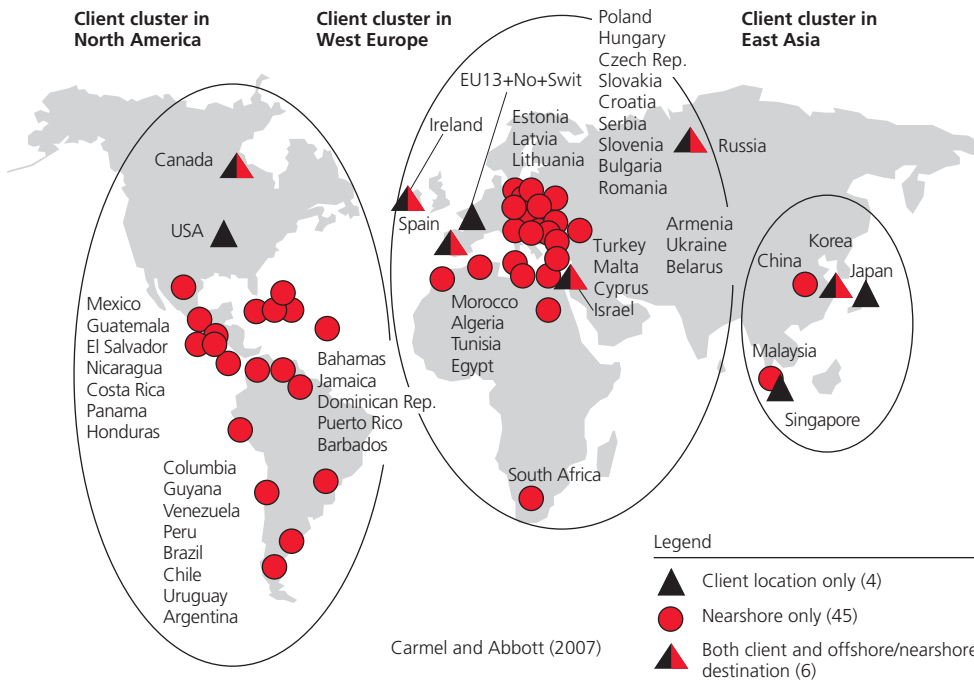 Client cluster in
North America
Client cluster in
West Europe
Client cluster in
East Asia
Canada
USA
Mexico
Guatemala
El Salvador
Nicaragua
Costa Rica
Panama
Honduras
Bahamas
Jamaica
Dominican Rep.
Puerto Rico
Barbados
Columbia
Guyana
Venezuela
Peru
Brazil
Chile
Uruguay
Argentina
EU13+No+Swit
Ireland
Spain
Estonia
Latvia
Lithuania
Poland
Hungary
Czech Rep.
Slovakia
Croatia
Serbia
Slovenia
Bulgaria
Romania
Russia
Armenia
Ukraine
Belarus
Turkey
Malta
Cyprus
Israel
Morocco
Algeria
Tunisia
Egypt
South Africa
Korea
China
Japan
Malaysia
Singapore
Legend
Client location only (4)
Nearshore only (45)
Both client and offshore/nearshore
destination (6)
Carmel and Abbott (2007)